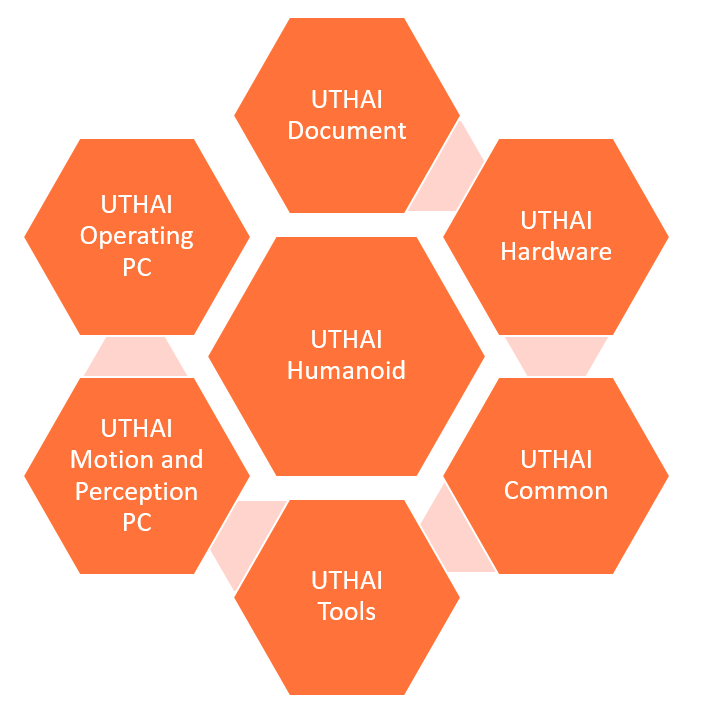 UTHAI
Document
UTHAI
Hardware
UTHAI
Common
UTHAI
Tools
UTHAI
Motion and
Perception
PC
UTHAI
Operating
PC
UTHAI
Humanoid